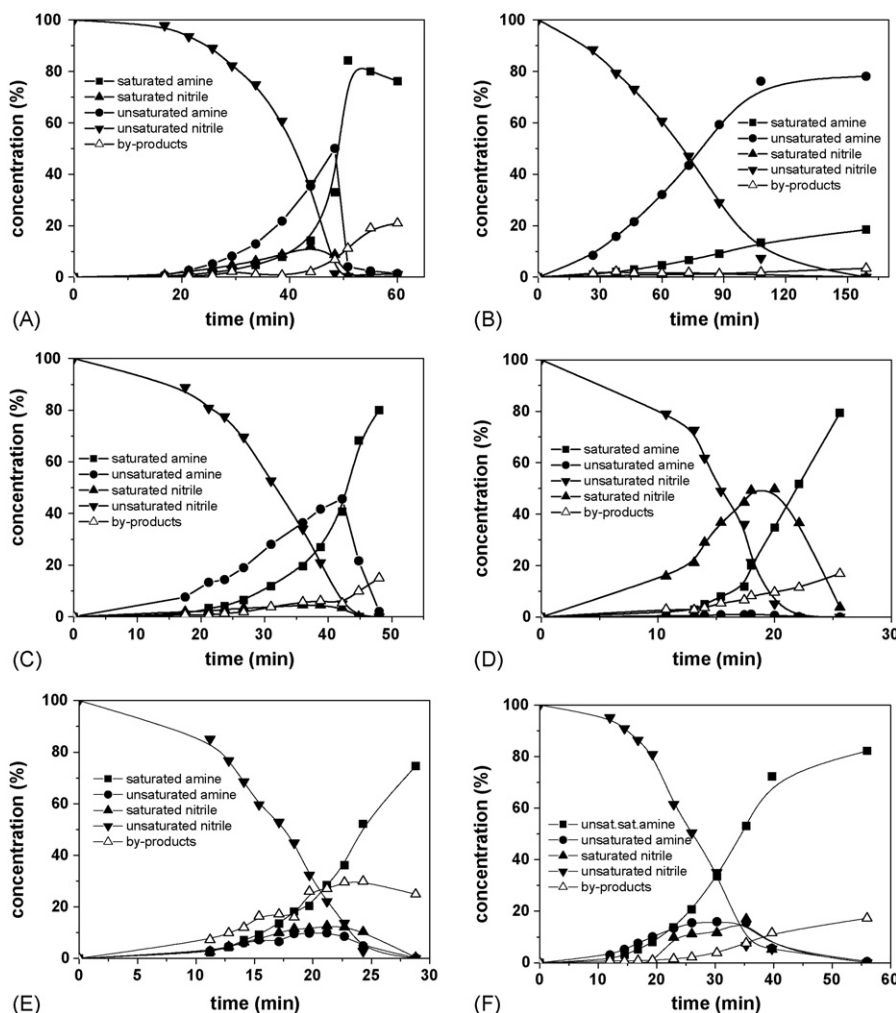 100
80
60
40
20
0
concentration (%)
saturated amine
saturated nitrile
unsaturated amine
unsaturated nitrile
by-products
0 20 40 60
time (min)
(A)
100
80
60
40
20
0
concentration (%)
saturated amine
unsaturated amine
saturated nitrile
unsaturated nitrile
by-products
0 30 60 90 120 150
time (min)
(B)
100
80
60
40
20
0
concentration (%)
saturated amine
unsaturated amine
saturated nitrile
unsaturated nitrile
by-products
0 10 20 30 40 50
time (min)
(C)
100
80
60
40
20
0
concentration (%)
saturated amine
unsaturated amine
unsaturated nitrile
saturated nitrile
by-products
0 10 20 30
time (min)
(D)
100
80
60
40
20
0
concentration (%)
saturated amine
unsaturated amine
saturated nitrile
unsaturated nitrile
by-products
0 5 10 15 20 25 30
time (min)
(E)
100
80
60
40
20
0
concentration (%)
unsat.sat.amine
unsaturated amine
saturated nitrile
unsaturated nitrile
by-products
0 10 20 30 40 50 60
time (min)
(F)